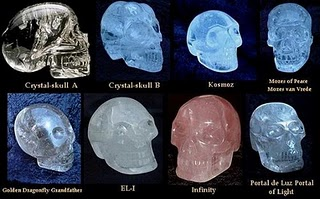 Crystal-skull A
Crystal-skull B
Kosmoz
Mozes of Peace
Mozes van Vrede
Golden Dragonfly Grandfather
EL-I
Infinity
Portal de Luz Portal
of Light